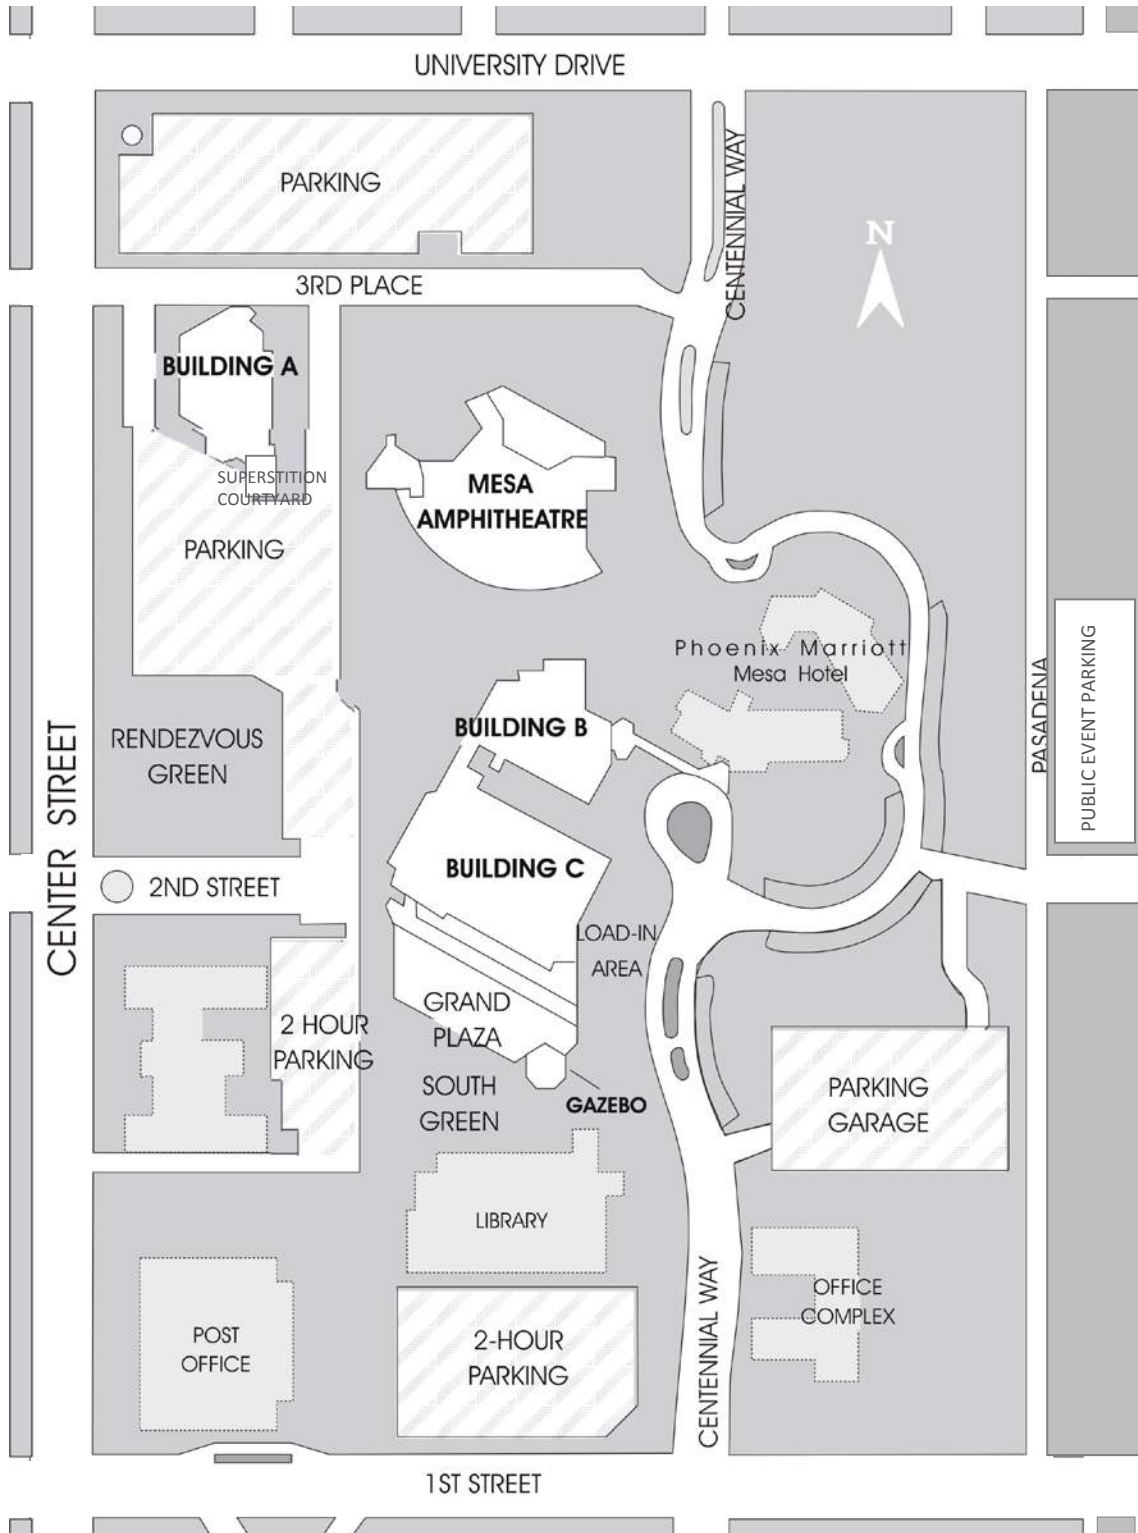 UNIVERSITY DRIVE
PARKING
CENTENNIAL WAY
N
3RD PLACE
BUILDING A
SUPERSTITION
COURTYARD
MESA
AMPHITHEATRE
PARKING
Phoenix Marriott
Mesa Hotel
PASADENA
PUBLIC EVENT PARKING
RENDEZVOUS
GREEN
BUILDING B
CENTER STREET
BUILDING C
2ND STREET
LOAD-IN
AREA
GRAND
PLAZA
2 HOUR
PARKING
SOUTH
GREEN
GAZEBO
PARKING
GARAGE
LIBRARY
OFFICE
COMPLEX
POST
OFFICE
2-HOUR
PARKING
CENTENNIAL WAY
1ST STREET